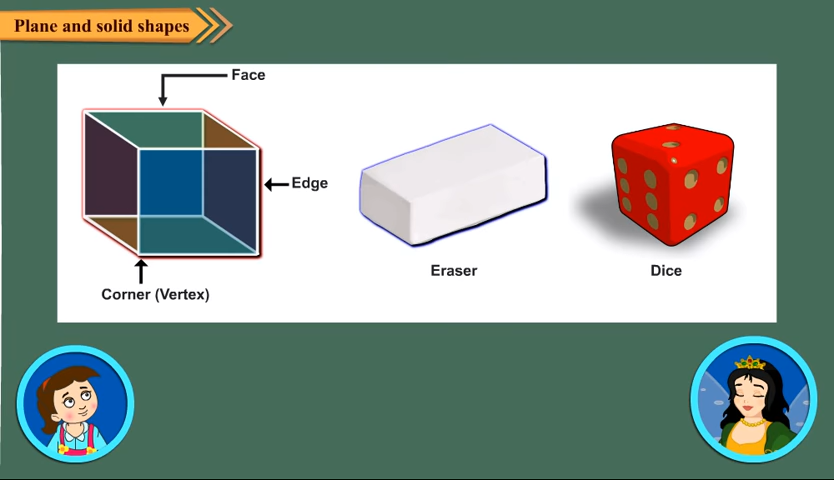 Plane and solid shapes
Face
Edge
Corner (Vertex)
Eraser
Dice